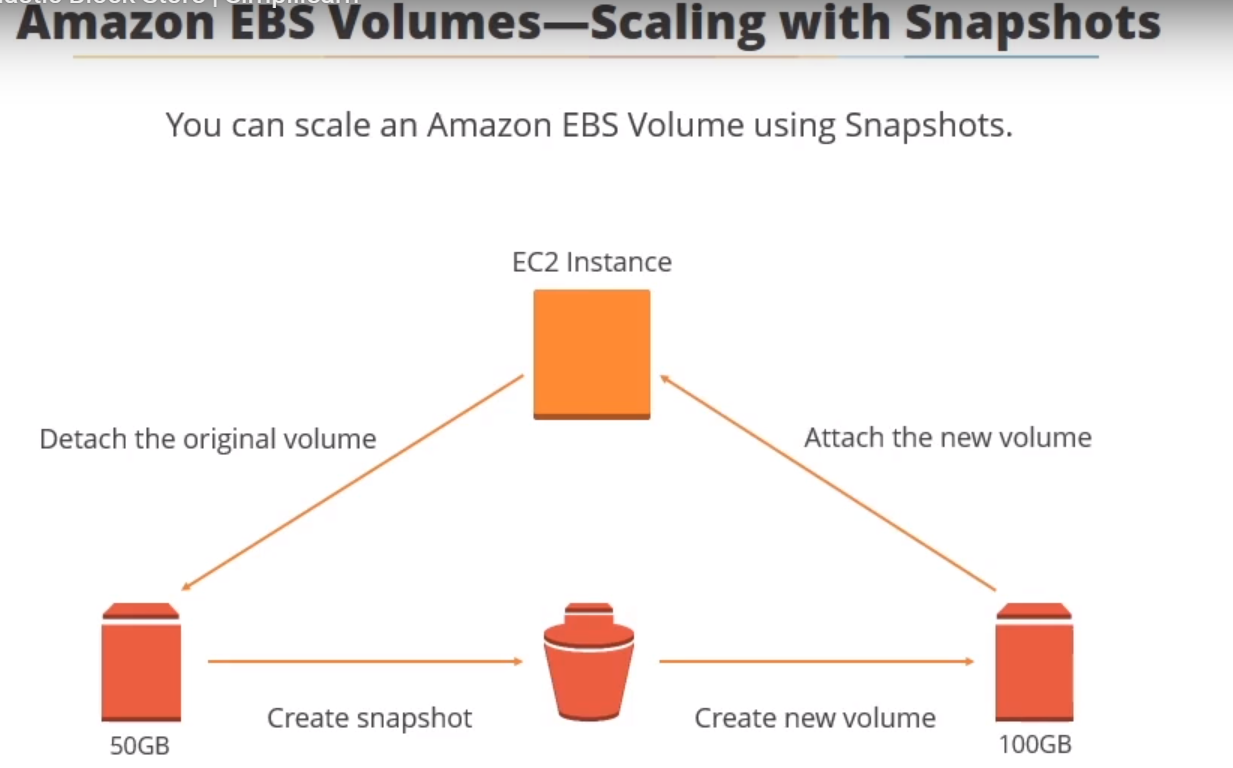 Amazon EBS Volumes—Scaling with Snapshots
You can scale an Amazon EBS Volume using Snapshots.
EC2 Instance
Detach the original volume
Attach the new volume
Create snapshot
Create new volume
50GB
100GB